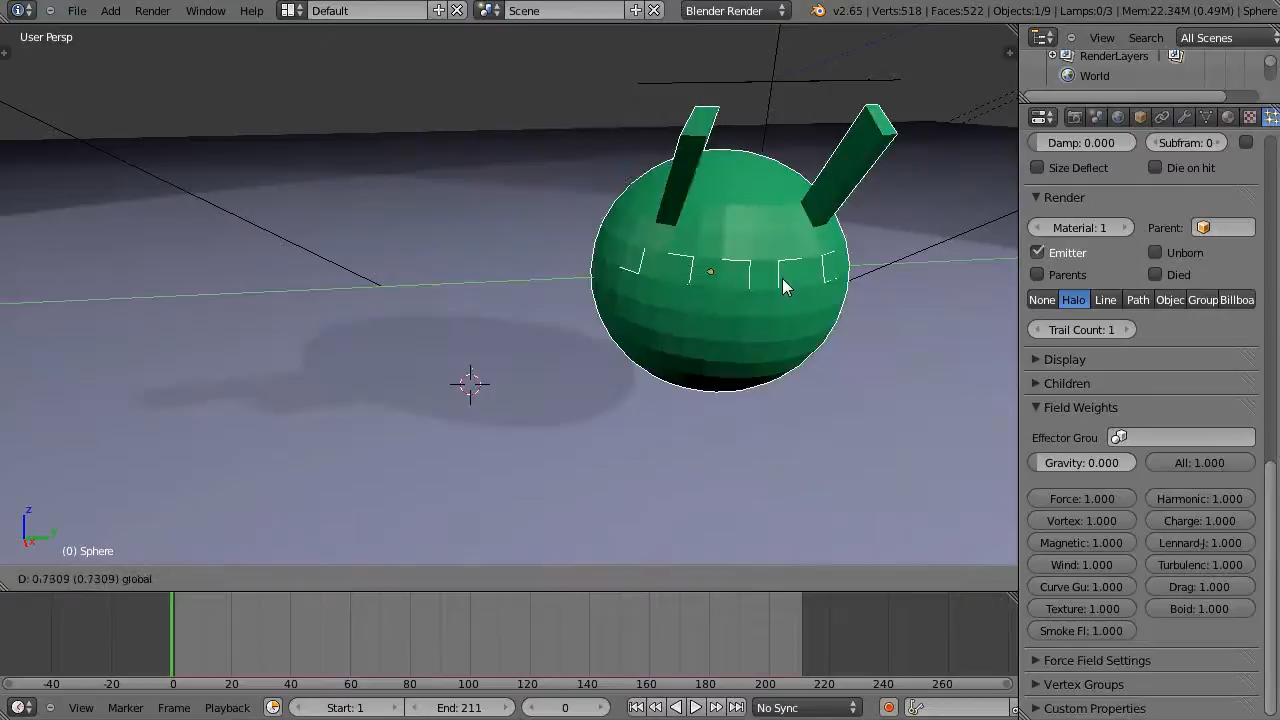 File Add Render Window Help Default Scene Blender Render v2.65 | Verts:518 | Faces:522 | Objects:1/9 | Lamps:0/3 | Mem:22.34M (0.49M) | Sphere
User Persp
View Search All Scenes
RenderLayers |
World
Damp: 0.000 Subfram: 0
Size Deflect Die on hit
Render
Material: 1 Parent:
Emitter Unborn
Parents Died
None Halo Line Path Objec Group Billboa
Trail Count: 1
Display
Children
Field Weights
Effector Grou
Gravity: 0.000 All: 1.000
Force: 1.000 Harmonic: 1.000
Vortex: 1.000 Charge: 1.000
Magnetic: 1.000 Lennard-J: 1.000
Wind: 1.000 Turbulenc: 1.000
Curve Gu: 1.000 Drag: 1.000
Texture: 1.000 Boid: 1.000
Smoke Fl: 1.000
Force Field Settings
Vertex Groups
Custom Properties
z
y
x
(0) Sphere
D: 0.7309 (0.7309) global
-40 -20 0 20 40 60 80 100 120 140 160 180 200 220 240 260
View Marker Frame Playback Start: 1 End: 211 0 No Sync